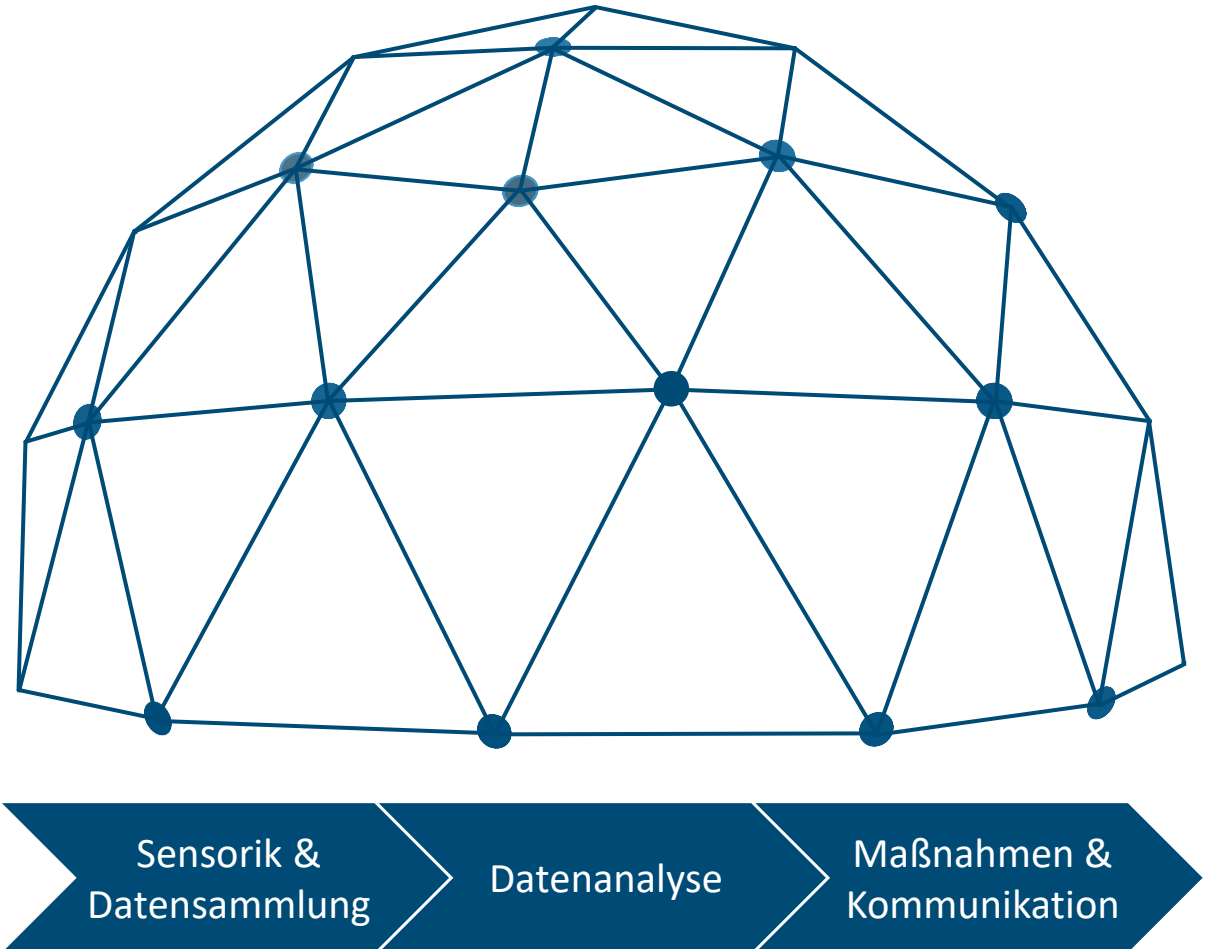 Sensorik &
Datensammlung
Datenanalyse
Maßnahmen &
Kommunikation